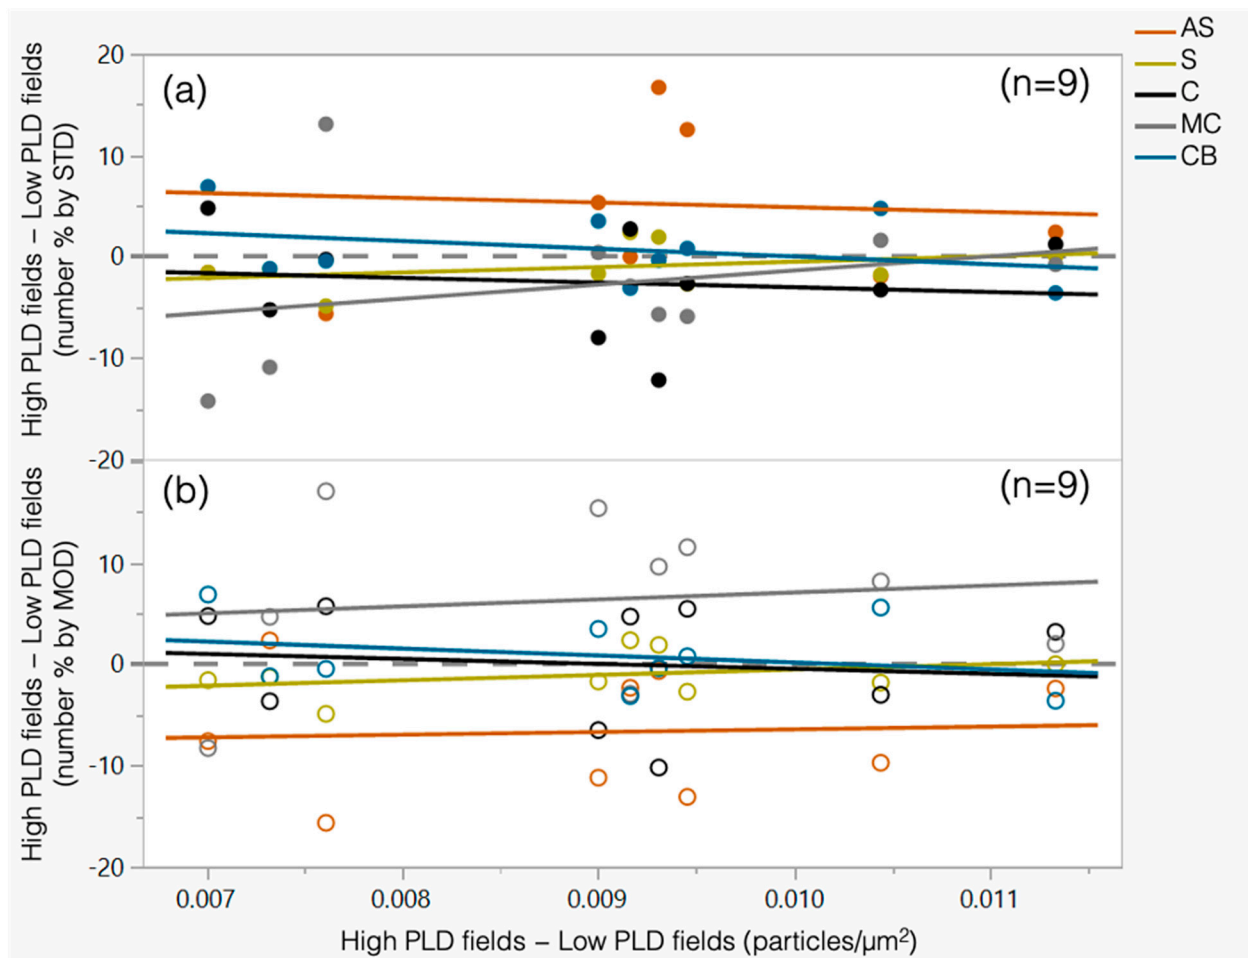 AS
S
C
MC
CB
High PLD fields – Low PLD fields
(number % by STD)
20
10
0
-10
-20
(a)
(n=9)
High PLD fields – Low PLD fields
(number % by MOD)
10
0
-10
-20
(b)
(n=9)
0.007 0.008 0.009 0.010 0.011
High PLD fields – Low PLD fields (particles/µm²)